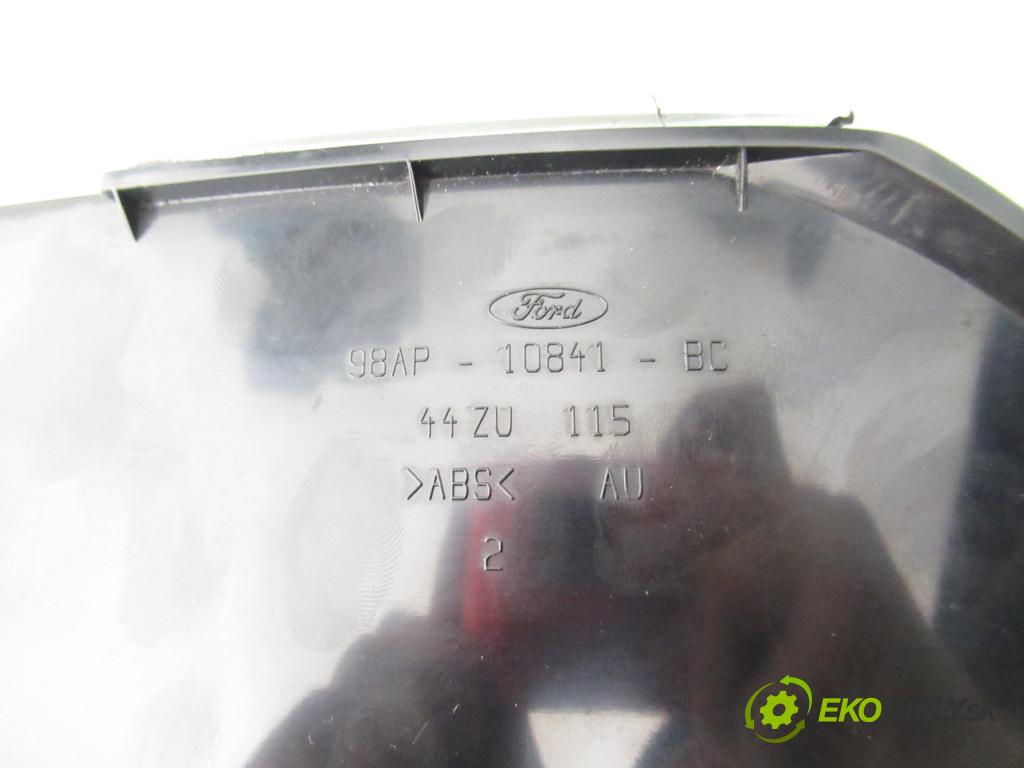 Ford
98AP - 10841 - BC
44ZU 115
>ABS< AU
2
EKO